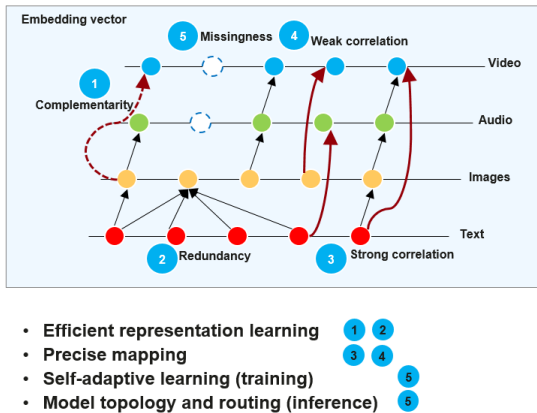 Embedding vector
5 Missingness 4 Weak correlation
Video
1
Complementarity
Audio
Images
Text
2 Redundancy 3 Strong correlation
• Efficient representation learning 1 2
• Precise mapping 3 4
• Self-adaptive learning (training) 5
• Model topology and routing (inference) 5